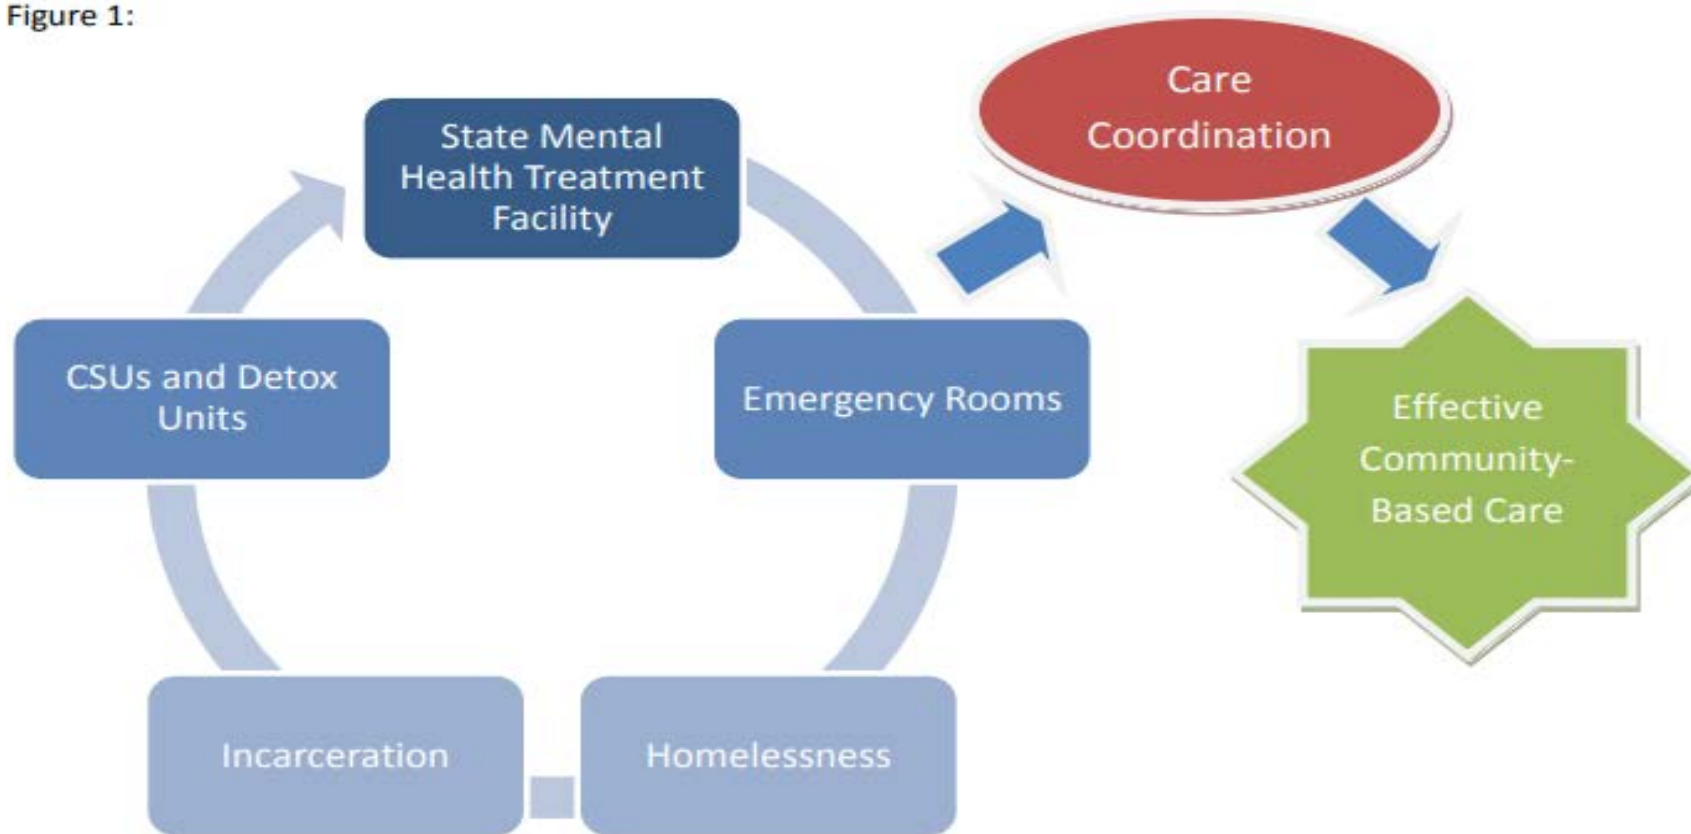 Figure 1:
Care
Coordination
State Mental
Health Treatment
Facility
CSUs and Detox
Units
Emergency Rooms
Effective
Community-
Based Care
Incarceration
Homelessness